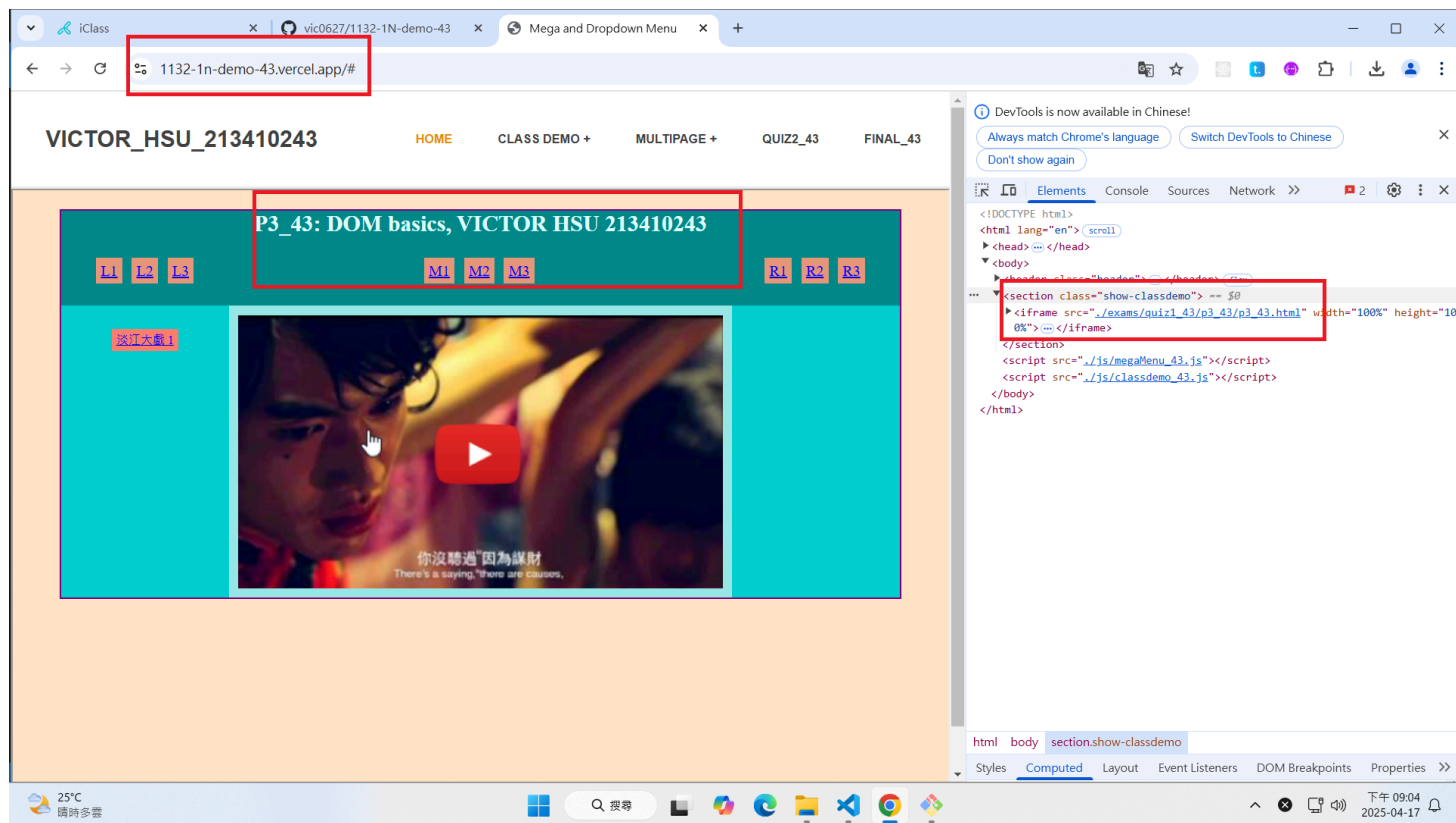 iClass
vic0627/1132-1N-demo-43
Mega and Dropdown Menu
1132-1n-demo-43.vercel.app/#
VICTOR_HSU_213410243
HOME
CLASS DEMO +
MULTIPAGE +
QUIZ2_43
FINAL_43
P3_43: DOM basics, VICTOR HSU 213410243
L1 L2 L3
M1 M2 M3
R1 R2 R3
淡江大戲 1
你沒聽過"因為謀財
There's a saying,"there are causes,
DevTools is now available in Chinese!
Always match Chrome's language
Switch DevTools to Chinese
Don't show again
Elements Console Sources Network 2
<!DOCTYPE html>
<html lang="en"> scroll
<head> … </head>
<body>
<header class="header"> … </header> flex
<section class="show-classdemo"> == $0
<iframe src="./exams/quiz1_43/p3_43/p3_43.html" width="100%" height="10
0%"> … </iframe>
</section>
<script src="./js/megaMenu_43.js"></script>
<script src="./js/classdemo_43.js"></script>
</body>
</html>
html body section.show-classdemo
Styles Computed Layout Event Listeners DOM Breakpoints Properties
25°C
晴時多雲
搜尋
下午 09:04
2025-04-17